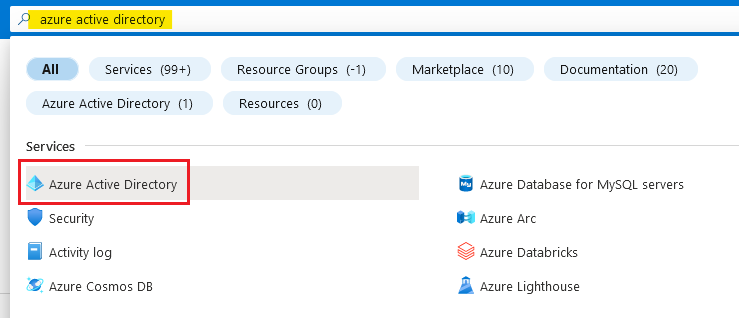 azure active directory
All Services (99+) Resource Groups (-1) Marketplace (10) Documentation (20)
Azure Active Directory (1) Resources (0)
Services
Azure Active Directory Azure Database for MySQL servers
Security Azure Arc
Activity log Azure Databricks
Azure Cosmos DB Azure Lighthouse